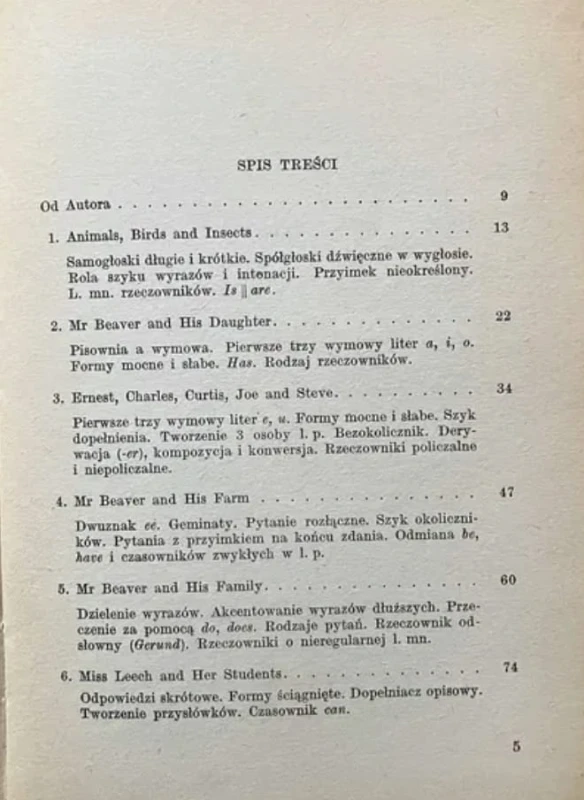 SPIS TREŚCI
Od Autora . . . . . . . . . . . . . . . . . . . . 9
1. Animals, Birds and Insects . . . . . . . . . . . . . 13
Samogłoski długie i krótkie. Spółgłoski dźwięczne w wygłosie.
Rola szyku wyrazów i intonacji. Przyimek nieokreślony.
L. mn. rzeczowników. Is || are.
2. Mr Beaver and His Daughter . . . . . . . . . . . . 22
Pisownia a wymowa. Pierwsze trzy wymowy liter a, i, o.
Formy mocne i słabe. Has. Rodzaj rzeczowników.
3. Ernest, Charles, Curtis, Joe and Steve . . . . . . . . . . 34
Pierwsze trzy wymowy liter e, u. Formy mocne i słabe. Szyk
dopełnienia. Tworzenie 3 osoby l. p. Bezokolicznik. Dery-
wacja (-er), kompozycja i konwersja. Rzeczowniki policzalne
i niepoliczalne.
4. Mr Beaver and His Farm . . . . . . . . . . . . . 47
Dwuznak ee. Geminaty. Pytanie rozłączne. Szyk okoliczni-
ków. Pytania z przyimkiem na końcu zdania. Odmiana be,
have i czasowników zwykłych w l. p.
5. Mr Beaver and His Family . . . . . . . . . . . . . 60
Dzielenie wyrazów. Akcentowanie wyrazów dłuższych. Prze-
czenie za pomocą do, does. Rodzaje pytań. Rzeczownik od-
słowny (Gerund). Rzeczowniki o nieregularnej l. mn.
6. Miss Leech and Her Students . . . . . . . . . . . . 74
Odpowiedzi skrótowe. Formy ściągnięte. Dopełniacz opisowy.
Tworzenie przysłówków. Czasownik can.
5